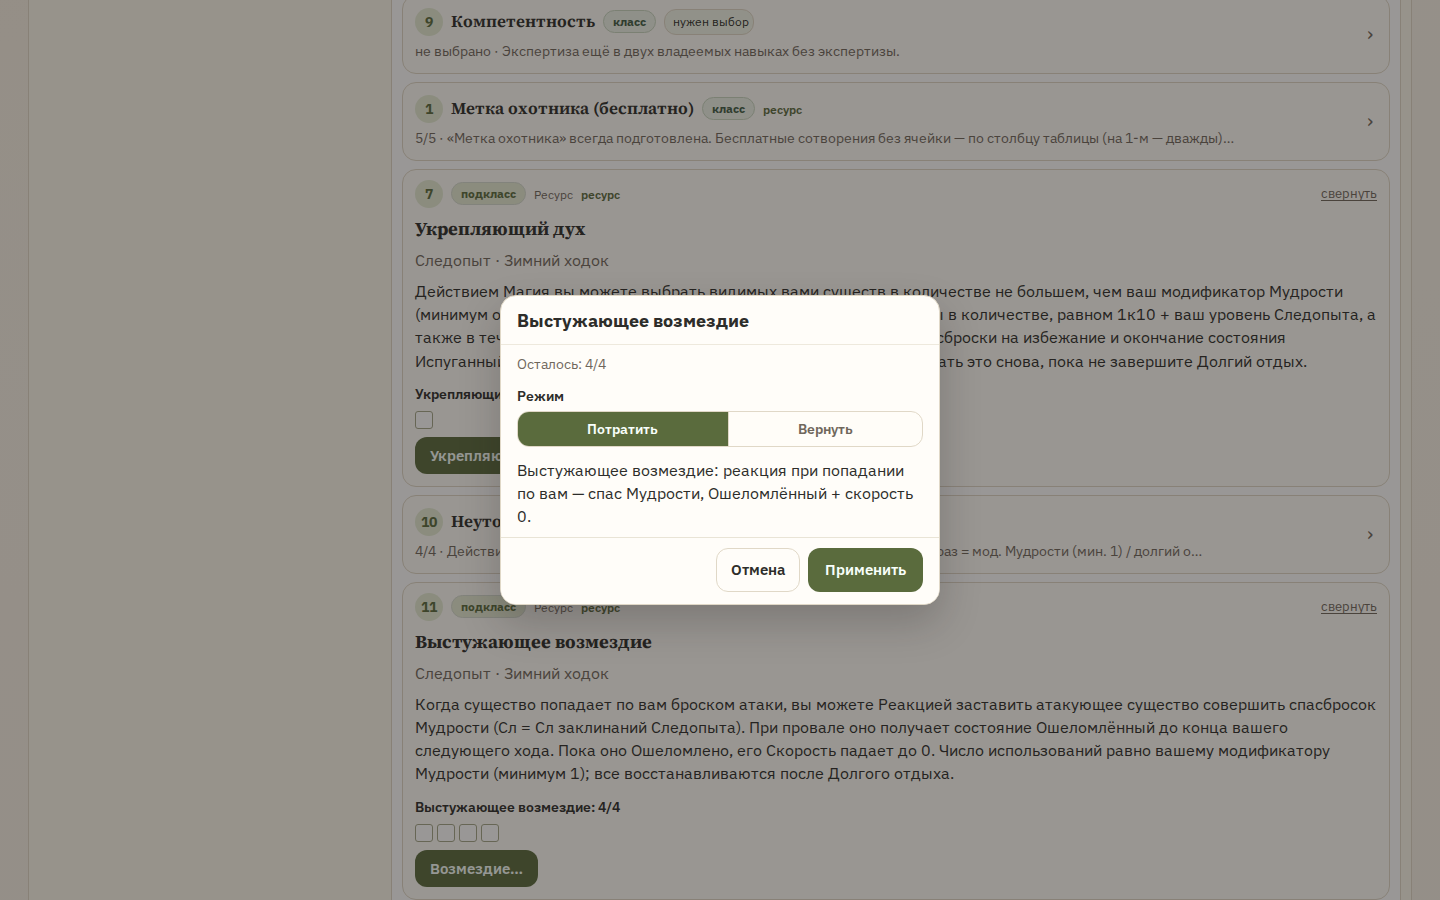 9 Компетентность класс нужен выбор
не выбрано · Экспертиза ещё в двух владеемых навыках без экспертизы.
›
1 Метка охотника (бесплатно) класс ресурс
5/5 · «Метка охотника» всегда подготовлена. Бесплатные сотворения без ячейки — по столбцу таблицы (на 1-м — дважды)...
›
7 подкласс Ресурс ресурс свернуть
Укрепляющий дух
Следопыт · Зимний ходок
Действием Магия вы можете выбрать видимых вами существ в количестве не большем, чем ваш модификатор Мудрости
(минимум о
ы в количестве, равном 1к10 + ваш уровень Следопыта, а
также в теч
сброски на избежание и окончание состояния
Испуганны
ать это снова, пока не завершите Долгий отдых.
Укрепляющи
Укрепляю
10 Неуто
4/4 · Действи
раз = мод. Мудрости (мин. 1) / долгий о...
›
Выстужающее возмездие
Осталось: 4/4
Режим
Потратить Вернуть
Выстужающее возмездие: реакция при попадании
по вам — спас Мудрости, Ошеломлённый + скорость
0.
Отмена Применить
11 подкласс Ресурс ресурс свернуть
Выстужающее возмездие
Следопыт · Зимний ходок
Когда существо попадает по вам броском атаки, вы можете Реакцией заставить атакующее существо совершить спасбросок
Мудрости (Сл = Сл заклинаний Следопыта). При провале оно получает состояние Ошеломлённый до конца вашего
следующего хода. Пока оно Ошеломлено, его Скорость падает до 0. Число использований равно вашему модификатору
Мудрости (минимум 1); все восстанавливаются после Долгого отдыха.
Выстужающее возмездие: 4/4
Возмездие...